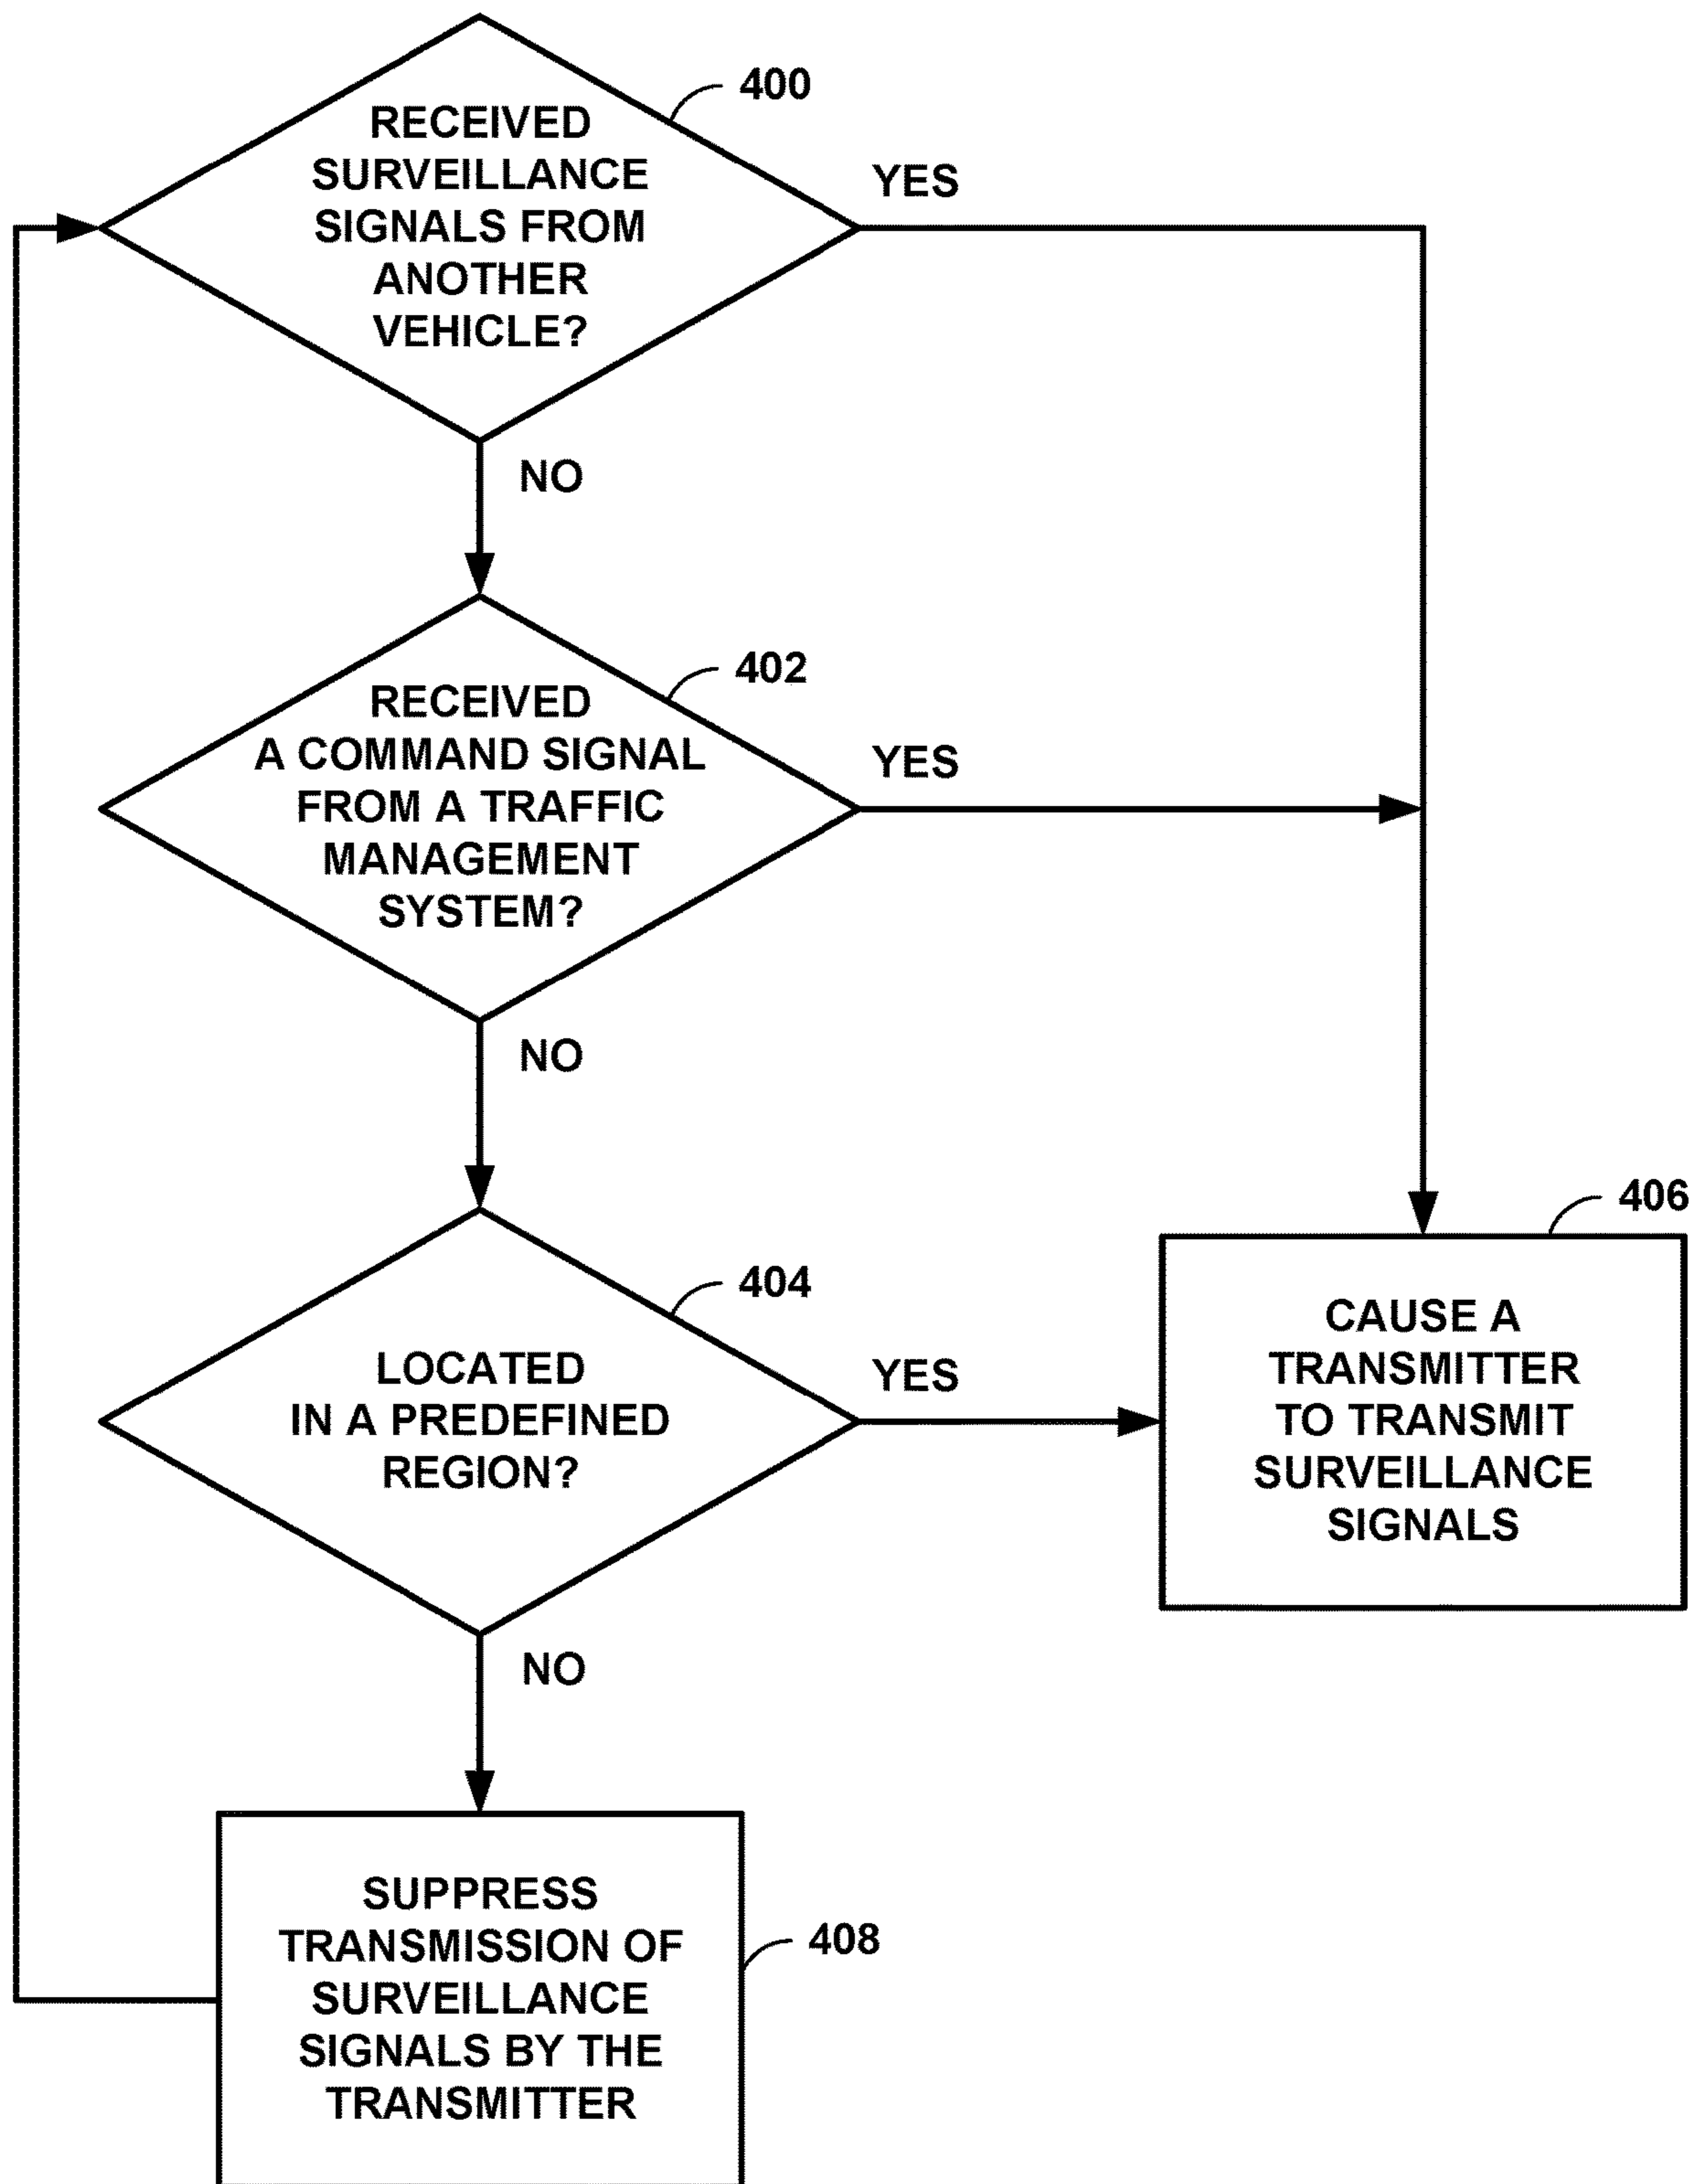 400
RECEIVED
SURVEILLANCE
SIGNALS FROM
ANOTHER
VEHICLE?
YES
NO
402
RECEIVED
A COMMAND SIGNAL
FROM A TRAFFIC
MANAGEMENT
SYSTEM?
YES
NO
404
LOCATED
IN A PREDEFINED
REGION?
YES
NO
406
CAUSE A
TRANSMITTER
TO TRANSMIT
SURVEILLANCE
SIGNALS
408
SUPPRESS
TRANSMISSION OF
SURVEILLANCE
SIGNALS BY THE
TRANSMITTER